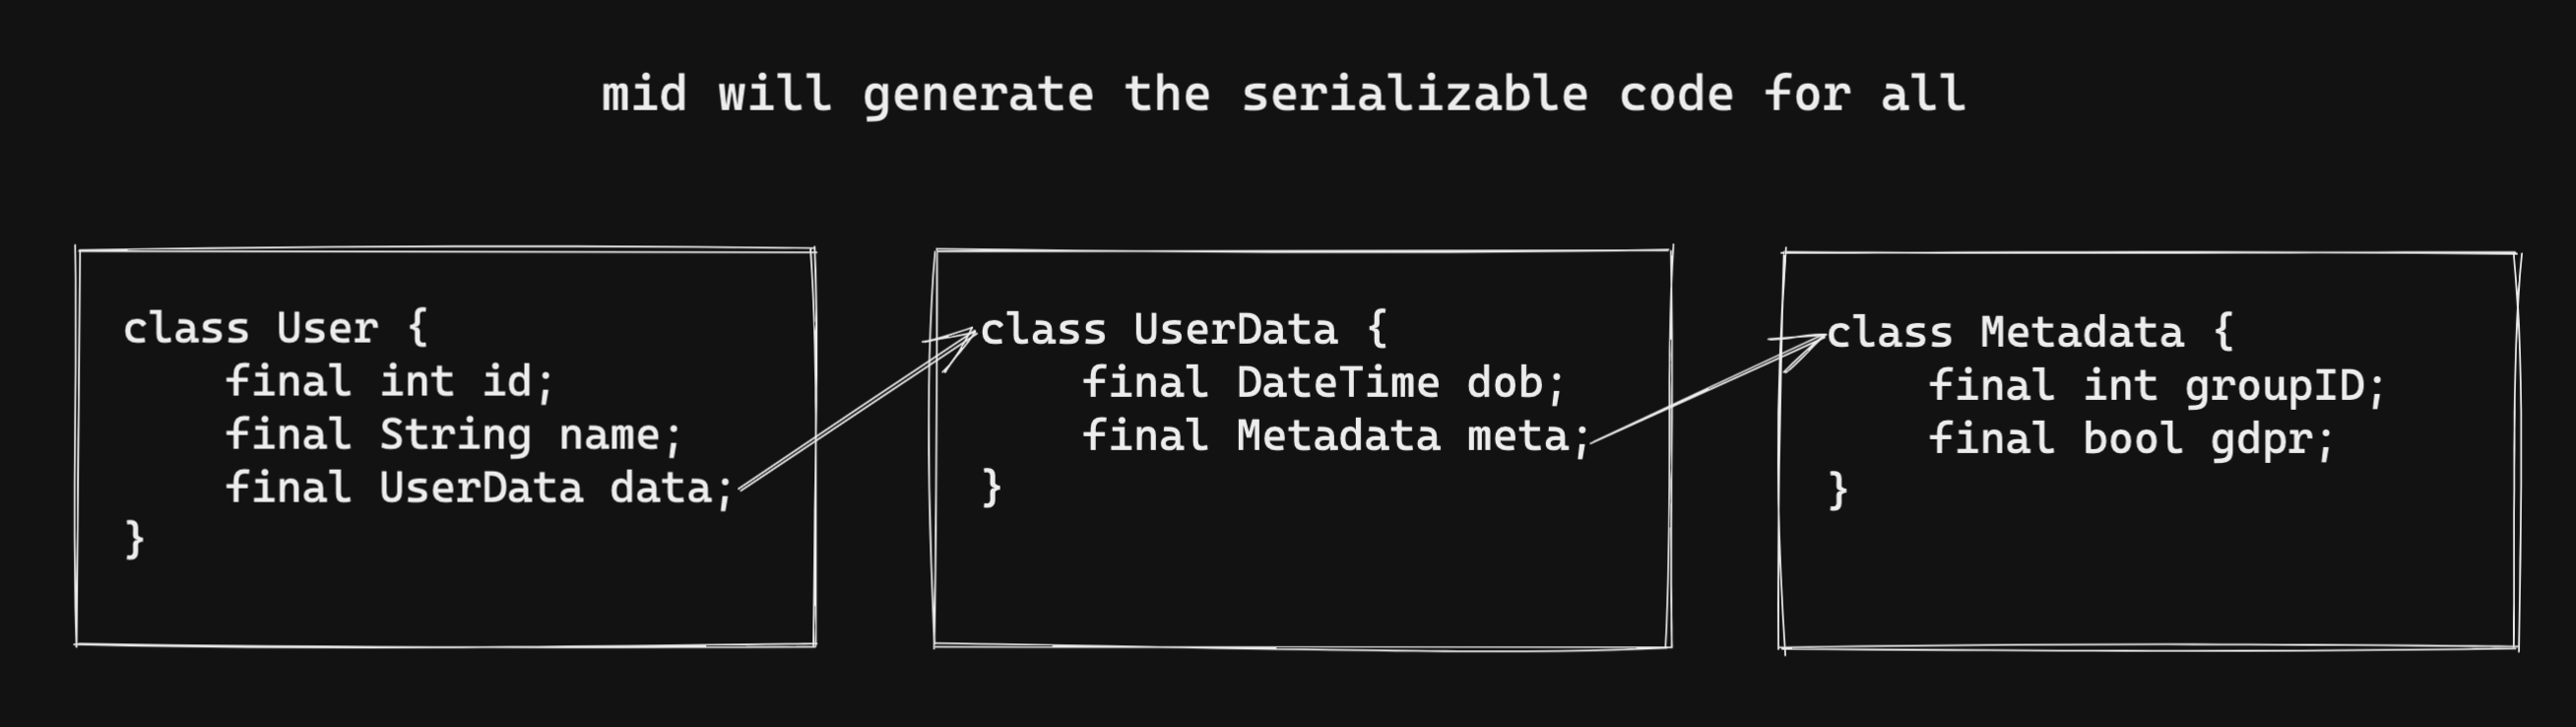 mid will generate the serializable code for all
class User {
    final int id;
    final String name;
    final UserData data;
}
class UserData {
    final DateTime dob;
    final Metadata meta;
}
class Metadata {
    final int groupID;
    final bool gdpr;
}